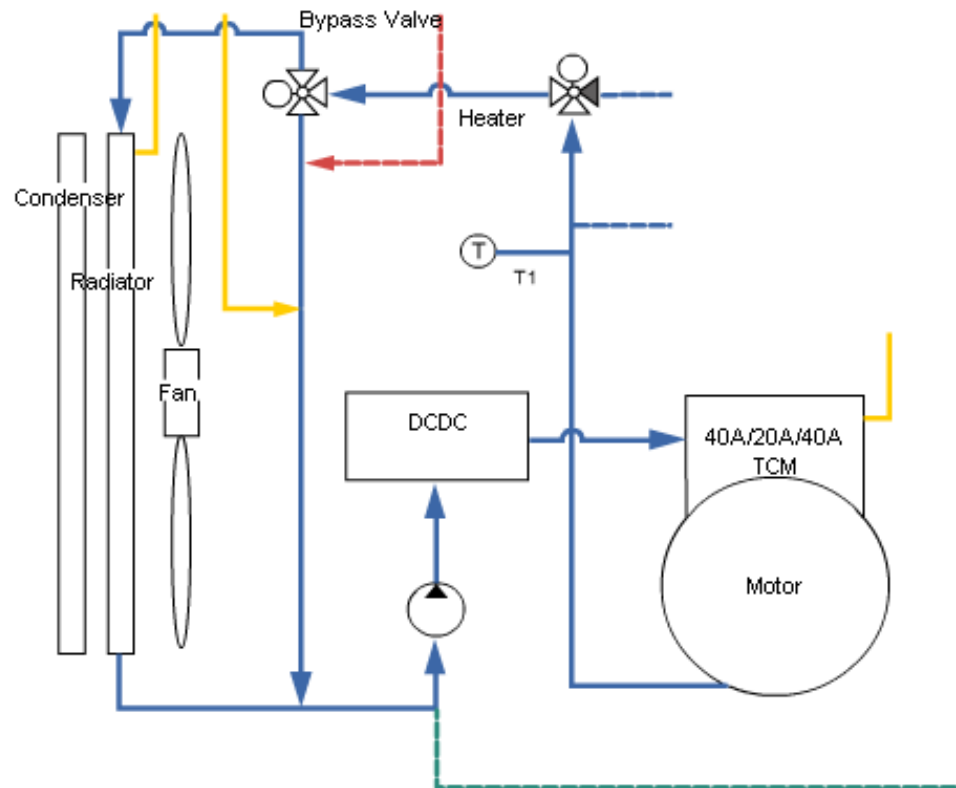 Bypass Valve
Heater
Condenser
Radiator
T
T1
Fan
DCDC
40A/20A/40A
TCM
Motor